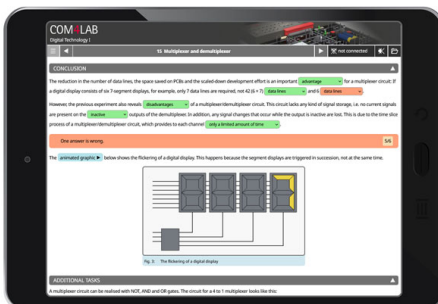 COM4LAB
Digital Technology I
15 Multiplexer and demultiplexer
not connected
CONCLUSION
The reduction in the number of data lines, the space saved on PCBs and the scaled-down development effort is an important advantage for a multiplexer circuit. If
a digital display consists of six 7-segment displays, for example, only 7 data lines are required, not 42 (6 × 7) data lines and 6 data lines .
However, the previous experiment also reveals disadvantages of a multiplexer/demultiplexer circuit. This circuit lacks any kind of signal storage, i.e. no current signals
are present on the inactive outputs of the demultiplexer. In addition, any signal changes that occur while the output is inactive are lost. This is due to the time slice
process of a multiplexer/demultiplexer circuit, which provides to each channel only a limited amount of time .
One answer is wrong. 5/6
The animated graphic below shows the flickering of a digital display. This happens because the segment displays are triggered in succession, not at the same time.
Fig. 3: The flickering of a digital display
ADDITIONAL TASKS
A multiplexer circuit can be realised with NOT, AND and OR gates. The circuit for a 4 to 1 multiplexer looks like this: